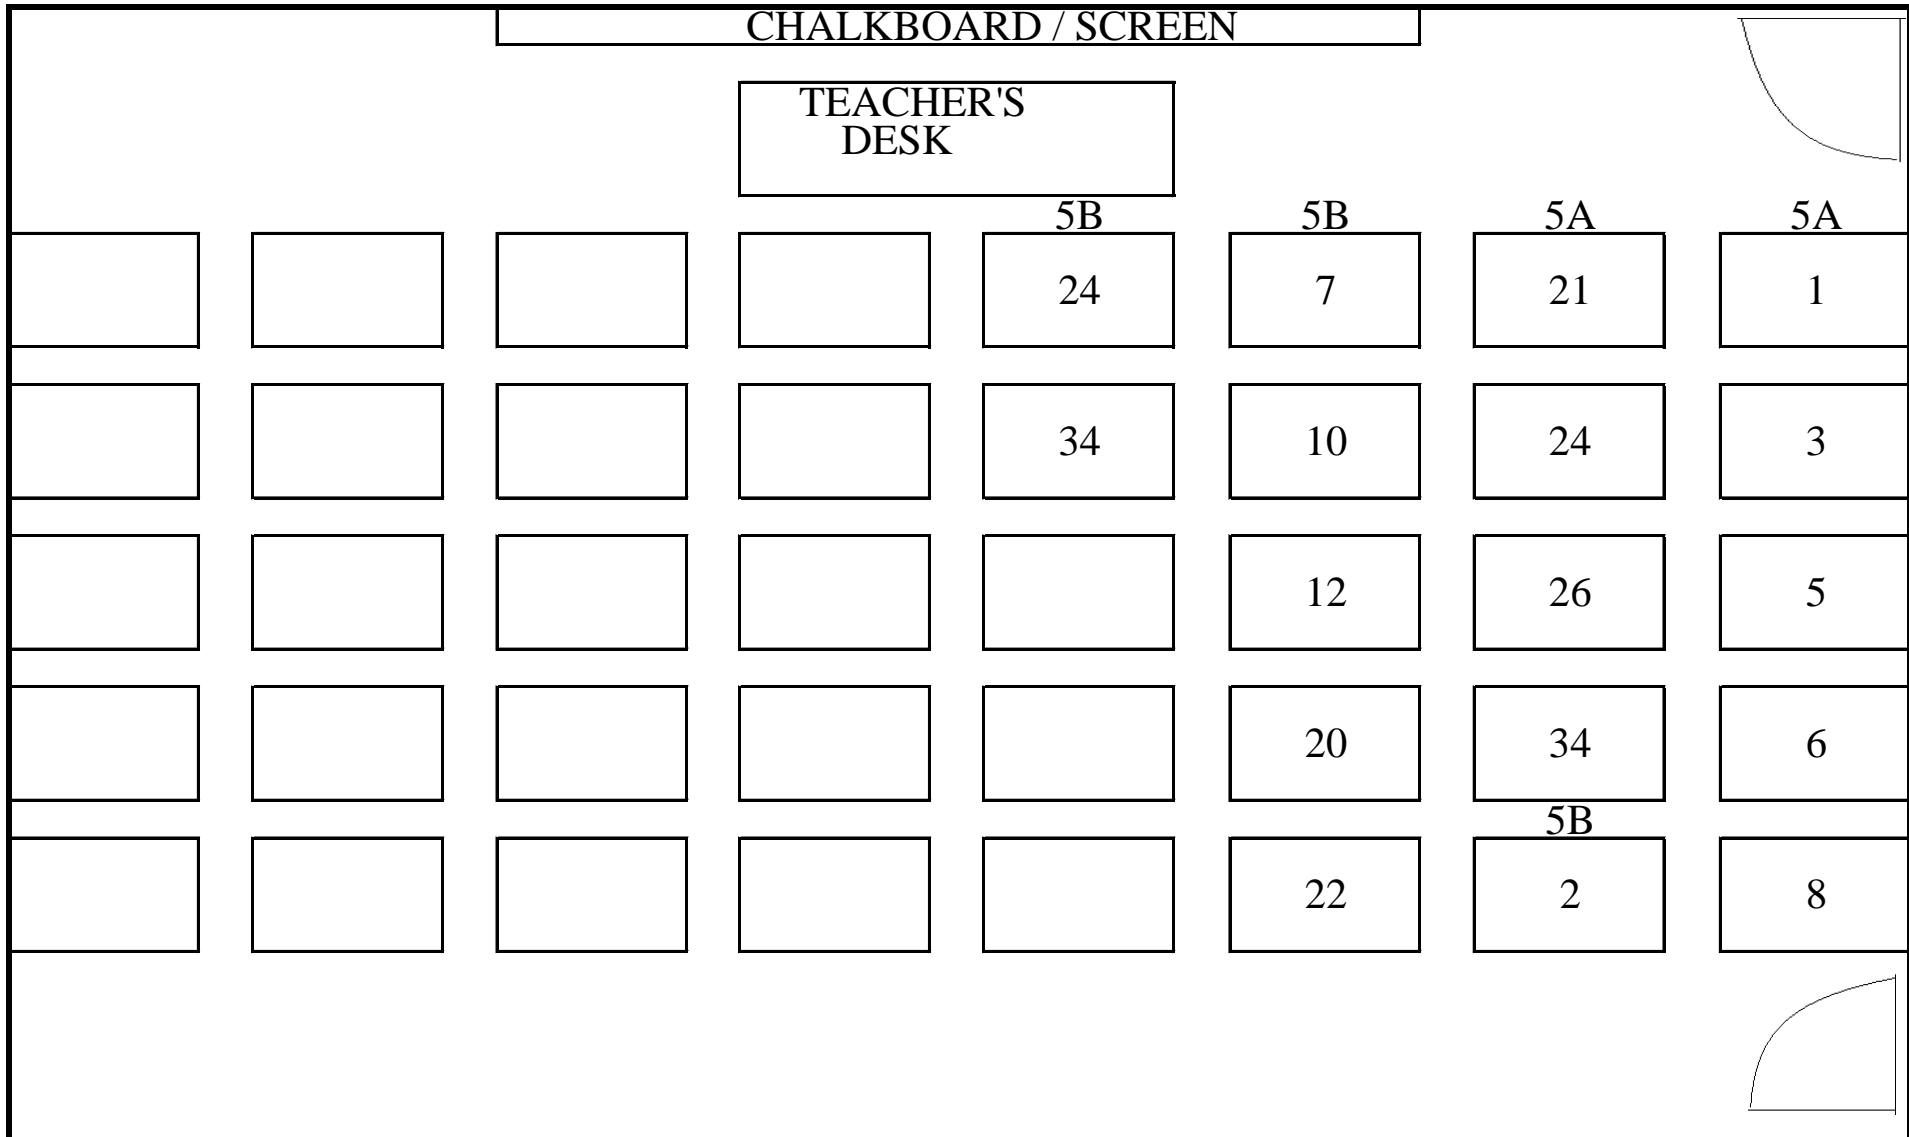 CHALKBOARD / SCREEN
TEACHER'S
DESK
5B 5B 5A 5A
24 7 21 1
34 10 24 3
12 26 5
20 34 6
5B
22 2 8